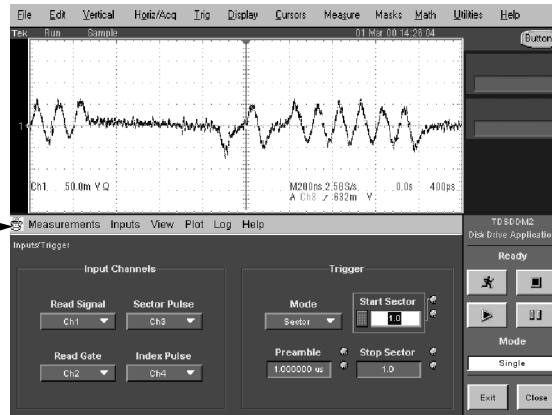 File Edit Vertical Horiz/Acq Trig Display Cursors Measure Masks Math Utilities Help
Tek Run Sample 01 Mar 00 14:28:04
Button
1
Ch1 50.0m V Ω M200ns 2.5GS/s 0.0s 400ps
A Ch3 632m V
Measurements Inputs View Plot Log Help
TDSDDM2
Disk Drive Applicatio
Inputs/Trigger
Ready
Input Channels Trigger
Read Signal Sector Pulse Mode Start Sector
Ch1 Ch3 Sector 1.0
Mode
Read Gate Index Pulse Preamble Stop Sector
Ch2 Ch4 1.000000 us 1.0
Single
Exit Close